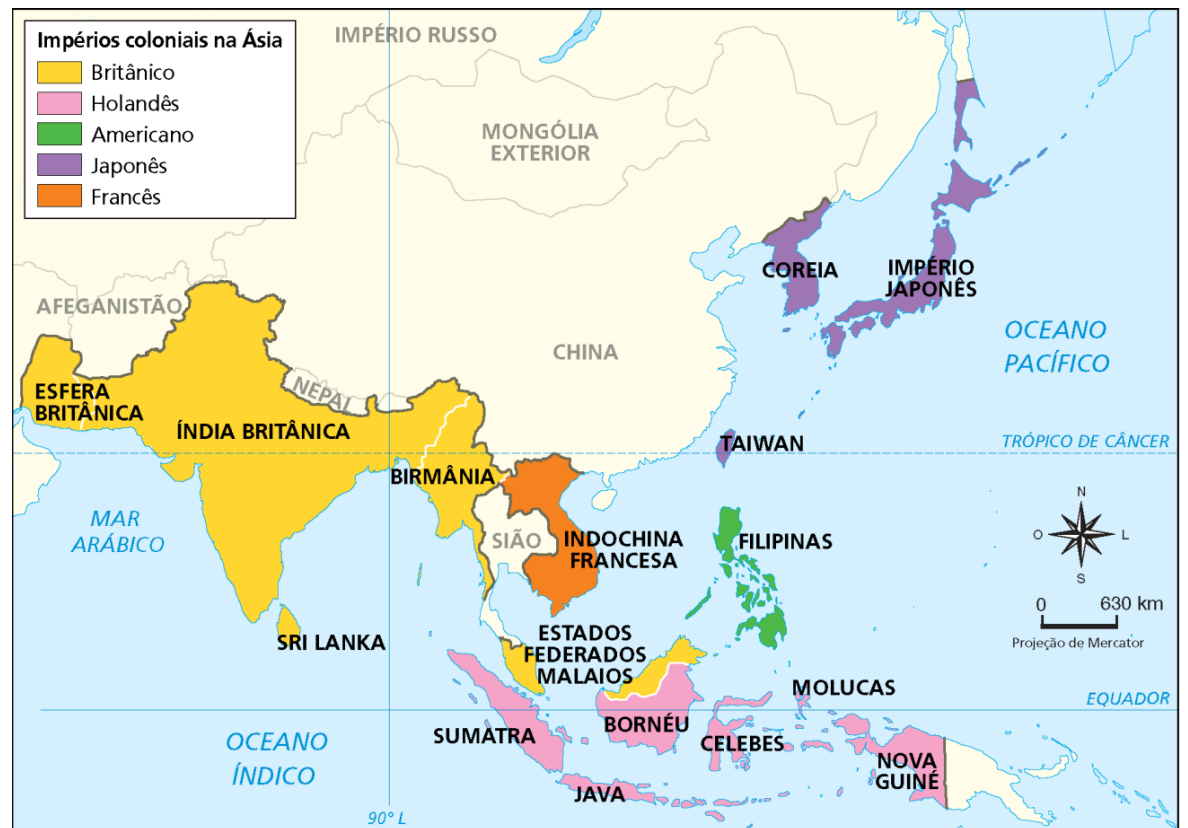 Impérios coloniais na Ásia
Britânico
Holandês
Americano
Japonês
Francês
IMPÉRIO RUSSO
MONGÓLIA
EXTERIOR
COREIA
IMPÉRIO
JAPONÊS
AFEGANISTÃO
OCEANO
PACÍFICO
CHINA
NEPAL
ESFERA
BRITÂNICA
ÍNDIA BRITÂNICA
TAIWAN
TRÓPICO DE CÂNCER
BIRMÂNIA
MAR
ARÁBICO
SIÃO
INDOCHINA
FRANCESA
FILIPINAS
N
O
L
S
0 630 km
Projeção de Mercator
SRI LANKA
ESTADOS
FEDERADOS
MALAIOS
MOLUCAS
EQUADOR
SUMATRA
BORNÉU
CELEBES
OCEANO
ÍNDICO
NOVA
GUINÉ
JAVA
90° L